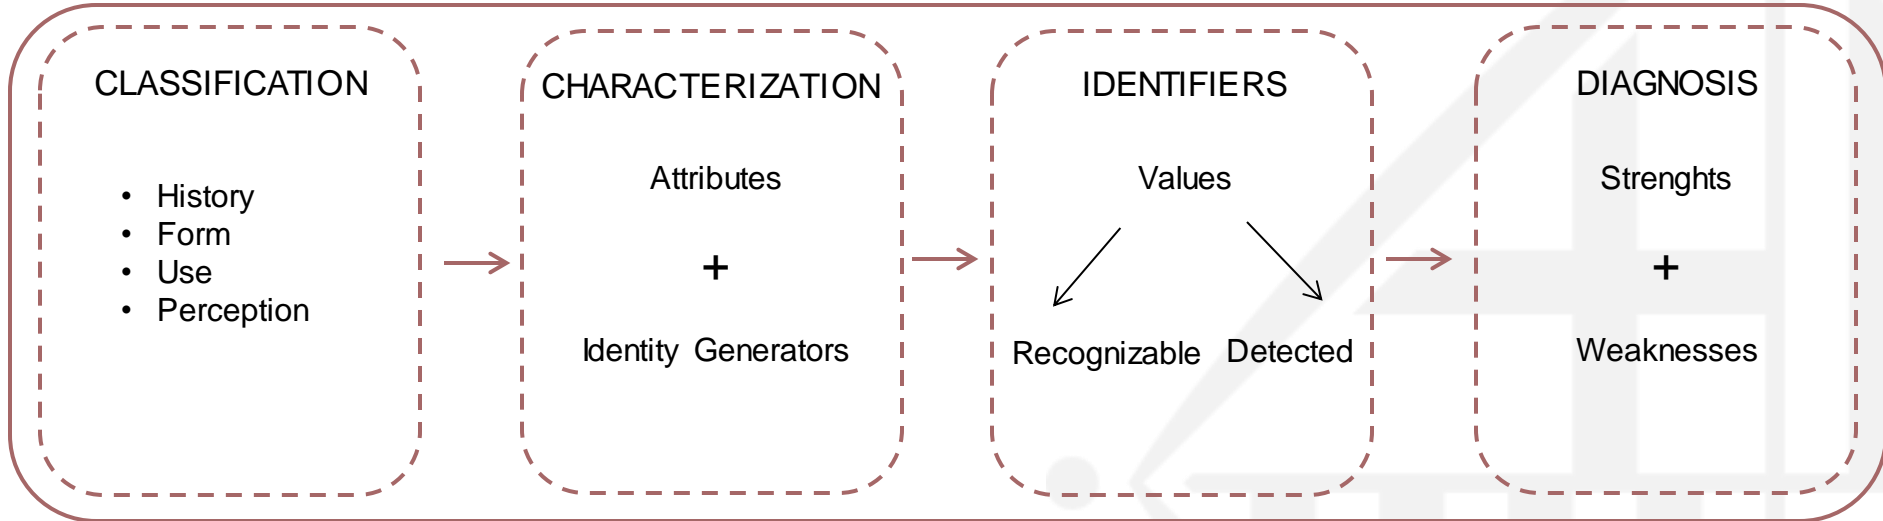 CLASSIFICATION
• History
• Form
• Use
• Perception
CHARACTERIZATION
Attributes
+
Identity Generators
IDENTIFIERS
Values
Recognizable
Detected
DIAGNOSIS
Strenghts
+
Weaknesses